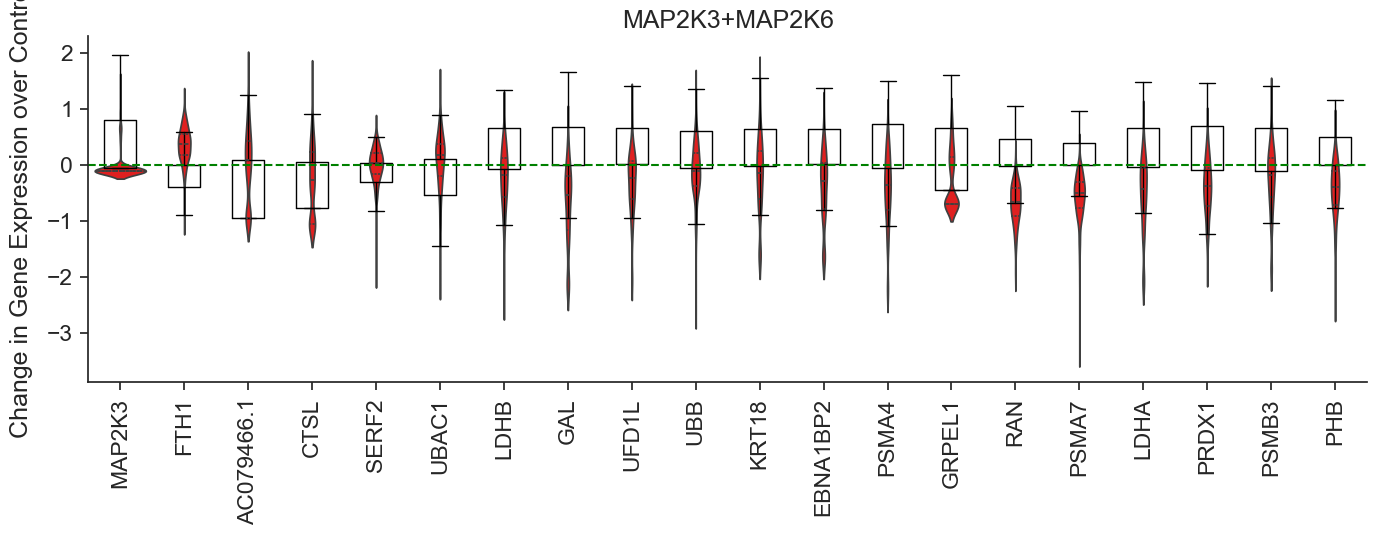 MAP2K3+MAP2K6
Change in Gene Expression over Contro
2
1
0
−1
−2
−3
MAP2K3
FTH1
AC079466.1
CTSL
SERF2
UBAC1
LDHB
GAL
UFD1L
UBB
KRT18
EBNA1BP2
PSMA4
GRPEL1
RAN
PSMA7
LDHA
PRDX1
PSMB3
PHB